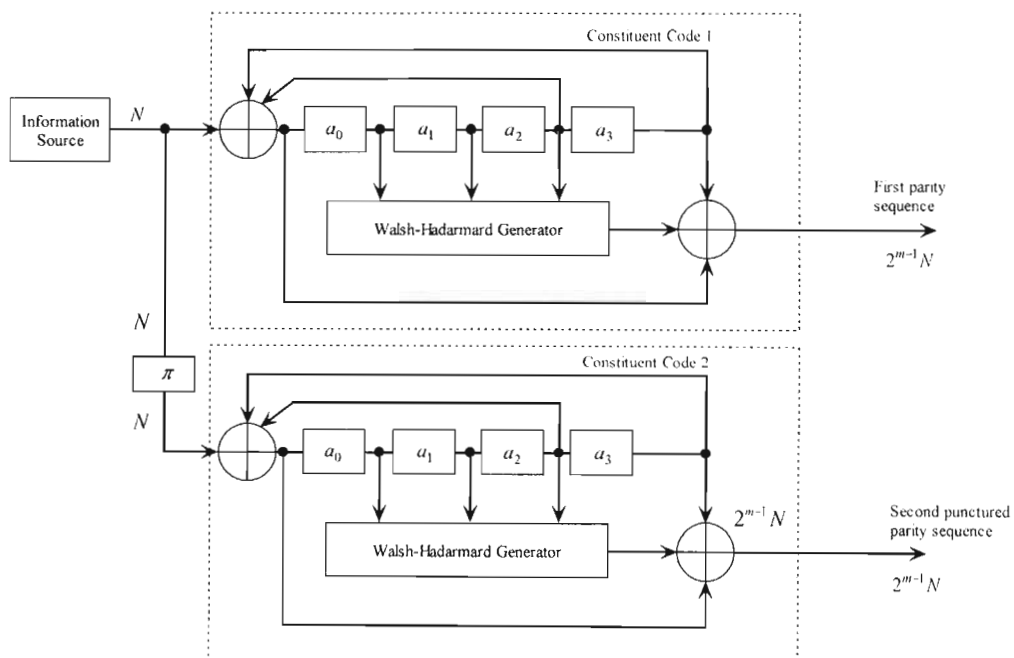 Constituent Code 1
Information
Source
N
a₀
a₁
a₂
a₃
Walsh-Hadarmard Generator
First parity
sequence
2^{m-1}N
N
π
N
Constituent Code 2
a₀
a₁
a₂
a₃
Walsh-Hadarmard Generator
2^{m-1}N
Second punctured
parity sequence
2^{m-1}N